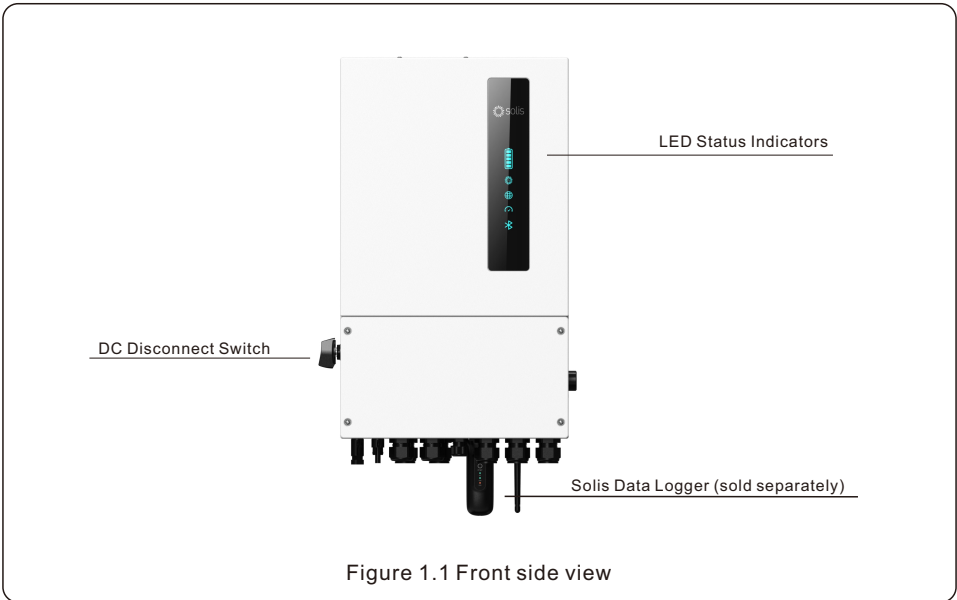 solis
LED Status Indicators
DC Disconnect Switch
Solis Data Logger (sold separately)
Figure 1.1 Front side view